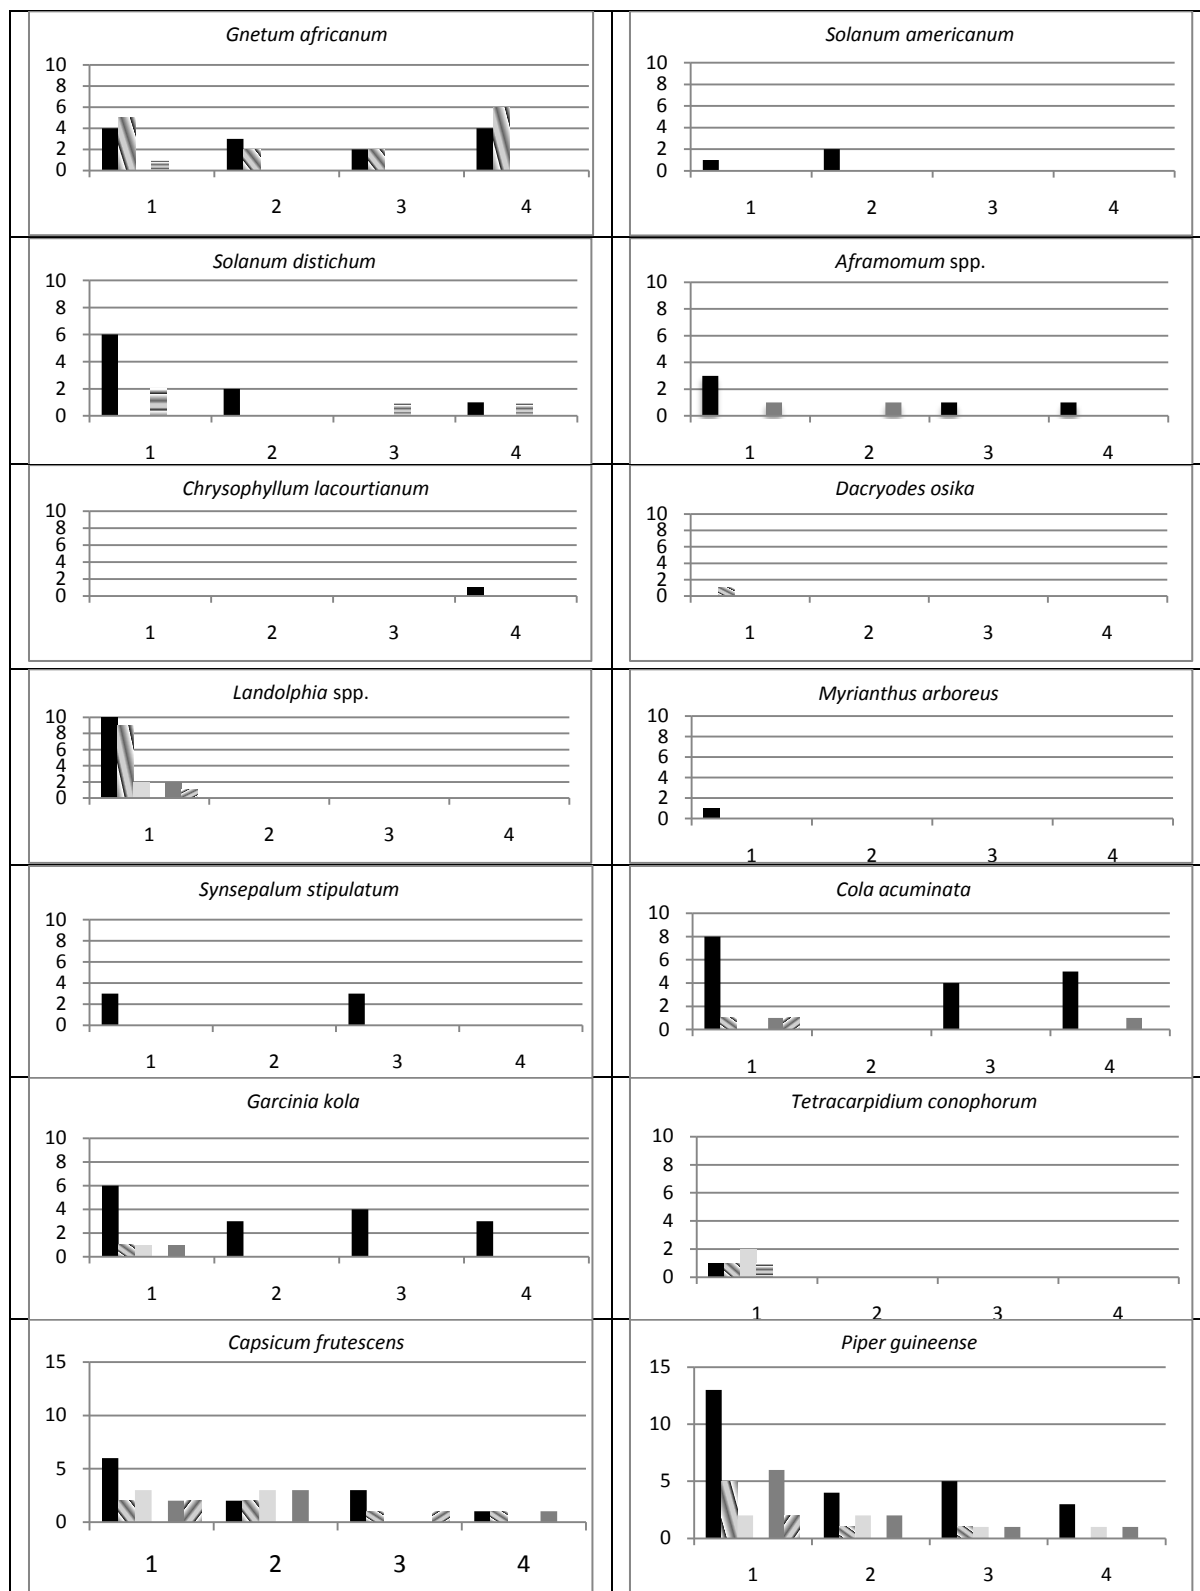 Gnetum africanum
10
8
6
4
2
0
1 2 3 4
Solanum americanum
10
8
6
4
2
0
1 2 3 4
Solanum distichum
10
8
6
4
2
0
1 2 3 4
Aframomum spp.
10
8
6
4
2
0
1 2 3 4
Chrysophyllum lacourtianum
10
8
6
4
2
0
1 2 3 4
Dacryodes osika
10
8
6
4
2
0
1 2 3 4
Landolphia spp.
10
8
6
4
2
0
1 2 3 4
Myrianthus arboreus
10
8
6
4
2
0
1 2 3 4
Synsepalum stipulatum
10
8
6
4
2
0
1 2 3 4
Cola acuminata
10
8
6
4
2
0
1 2 3 4
Garcinia kola
10
8
6
4
2
0
1 2 3 4
Tetracarpidium conophorum
10
8
6
4
2
0
1 2 3 4
Capsicum frutescens
15
10
5
0
1 2 3 4
Piper guineense
15
10
5
0
1 2 3 4